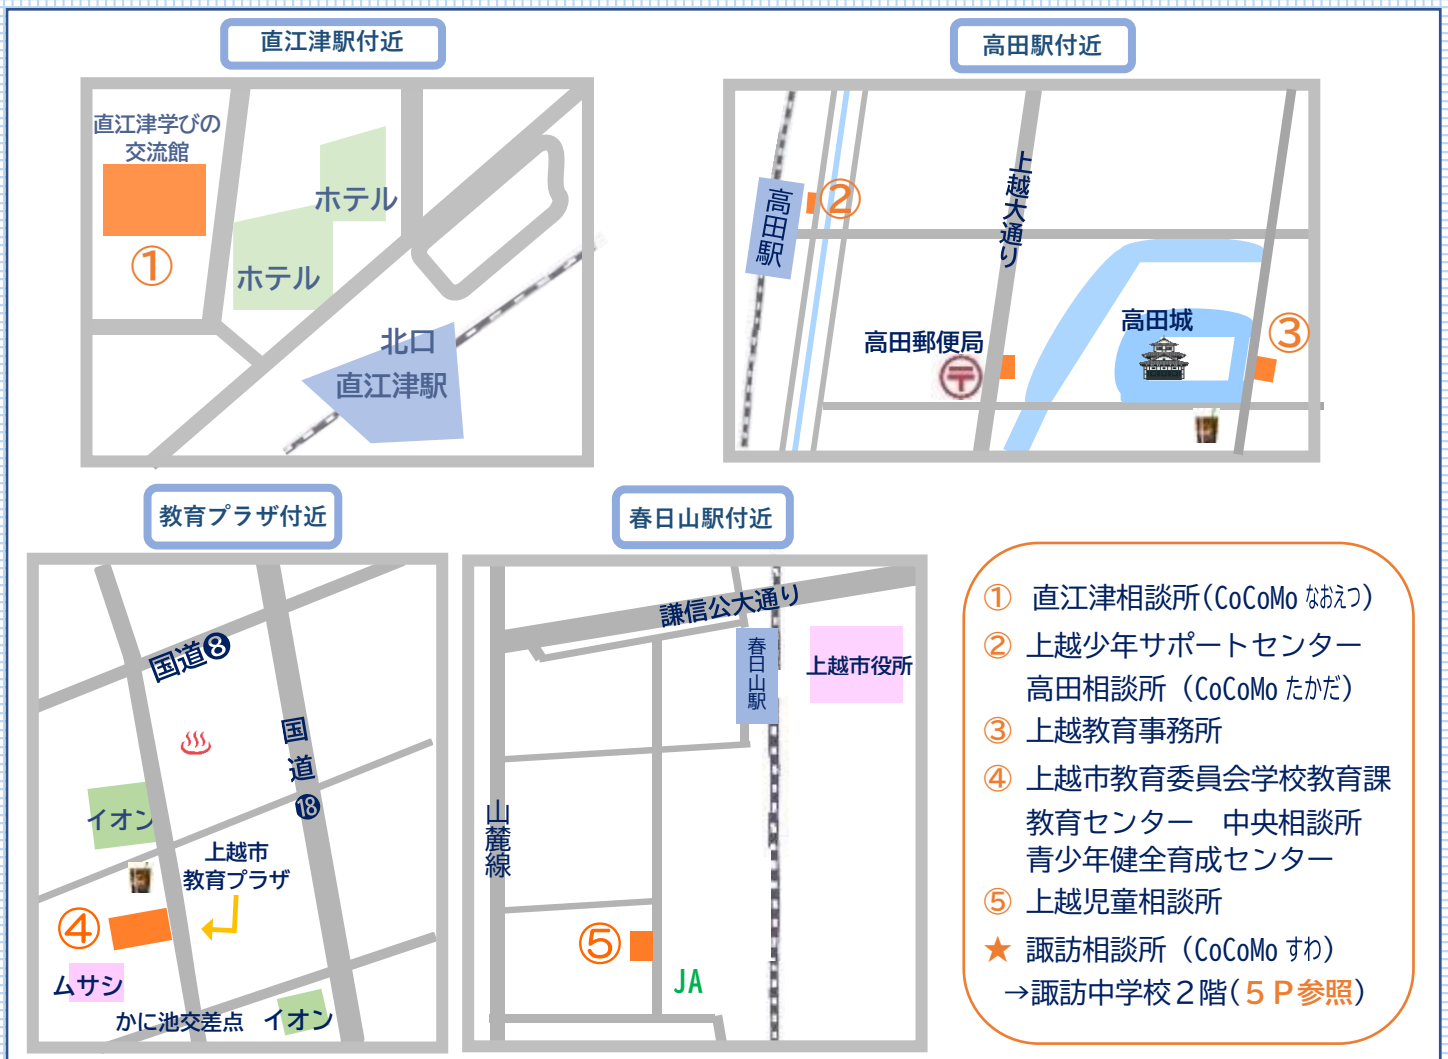 直江津駅付近
直江津学びの
交流館
①
ホテル
ホテル
北口
直江津駅
高田駅付近
高田駅
②
上越大通り
高田郵便局
高田城
③
教育プラザ付近
国道❽
国道⓲
イオン
上越市
教育プラザ
④
ムサシ
かに池交差点
イオン
春日山駅付近
謙信公大通り
春日山駅
上越市役所
山麓線
⑤
JA
① 直江津相談所(CoCoMo なおえつ)
② 上越少年サポートセンター
高田相談所(CoCoMo たかだ)
③ 上越教育事務所
④ 上越市教育委員会学校教育課
教育センター 中央相談所
青少年健全育成センター
⑤ 上越児童相談所
★ 諏訪相談所(CoCoMo すわ)
→諏訪中学校2階(5P参照)